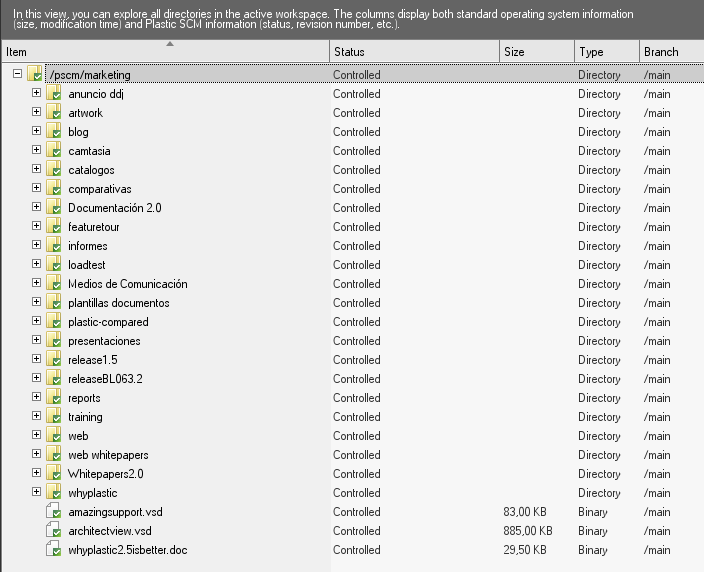 In this view, you can explore all directories in the active workspace. The columns display both standard operating system information
(size, modification time) and Plastic SCM information (status, revision number, etc.).
Item Status Size Type Branch
/pscm/marketing Controlled Directory /main
anuncio ddj Controlled Directory /main
artwork Controlled Directory /main
blog Controlled Directory /main
camtasia Controlled Directory /main
catalogos Controlled Directory /main
comparativas Controlled Directory /main
Documentación 2.0 Controlled Directory /main
featuretour Controlled Directory /main
informes Controlled Directory /main
loadtest Controlled Directory /main
Medios de Comunicación Controlled Directory /main
plantillas documentos Controlled Directory /main
plastic-compared Controlled Directory /main
presentaciones Controlled Directory /main
release1.5 Controlled Directory /main
releaseBL063.2 Controlled Directory /main
reports Controlled Directory /main
training Controlled Directory /main
web Controlled Directory /main
web whitepapers Controlled Directory /main
Whitepapers2.0 Controlled Directory /main
whyplastic Controlled Directory /main
amazingsupport.vsd Controlled 83,00 KB Binary /main
architectview.vsd Controlled 885,00 KB Binary /main
whyplastic2.5isbetter.doc Controlled 29,50 KB Binary /main